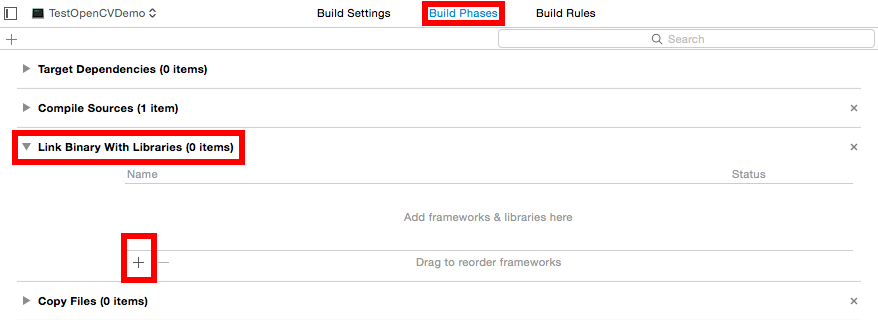 TestOpenCVDemo Build Settings Build Phases Build Rules
Search
Target Dependencies (0 items)
Compile Sources (1 item)
Link Binary With Libraries (0 items)
Name Status
Add frameworks & libraries here
Drag to reorder frameworks
Copy Files (0 items)